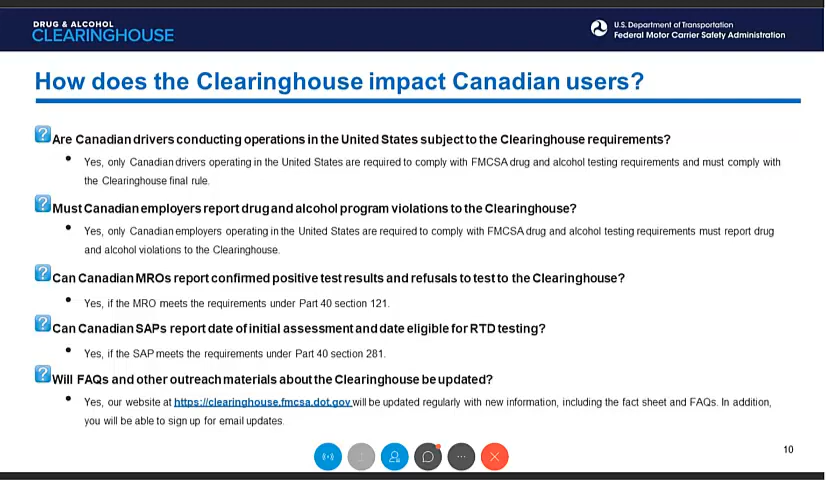 DRUG & ALCOHOL
CLEARINGHOUSE
U.S. Department of Transportation
Federal Motor Carrier Safety Administration
How does the Clearinghouse impact Canadian users?
Are Canadian drivers conducting operations in the United States subject to the Clearinghouse requirements?
• Yes, only Canadian drivers operating in the United States are required to comply with FMCSA drug and alcohol testing requirements and must comply with
the Clearinghouse final rule.
Must Canadian employers report drug and alcohol program violations to the Clearinghouse?
• Yes, only Canadian employers operating in the United States are required to comply with FMCSA drug and alcohol testing requirements must report drug
and alcohol violations to the Clearinghouse.
Can Canadian MROs report confirmed positive test results and refusals to test to the Clearinghouse?
• Yes, if the MRO meets the requirements under Part 40 section 121.
Can Canadian SAPs report date of initial assessment and date eligible for RTD testing?
• Yes, if the SAP meets the requirements under Part 40 section 281.
Will FAQs and other outreach materials about the Clearinghouse be updated?
• Yes, our website at https://clearinghouse.fmcsa.dot.gov will be updated regularly with new information, including the fact sheet and FAQs. In addition,
you will be able to sign up for email updates.
10